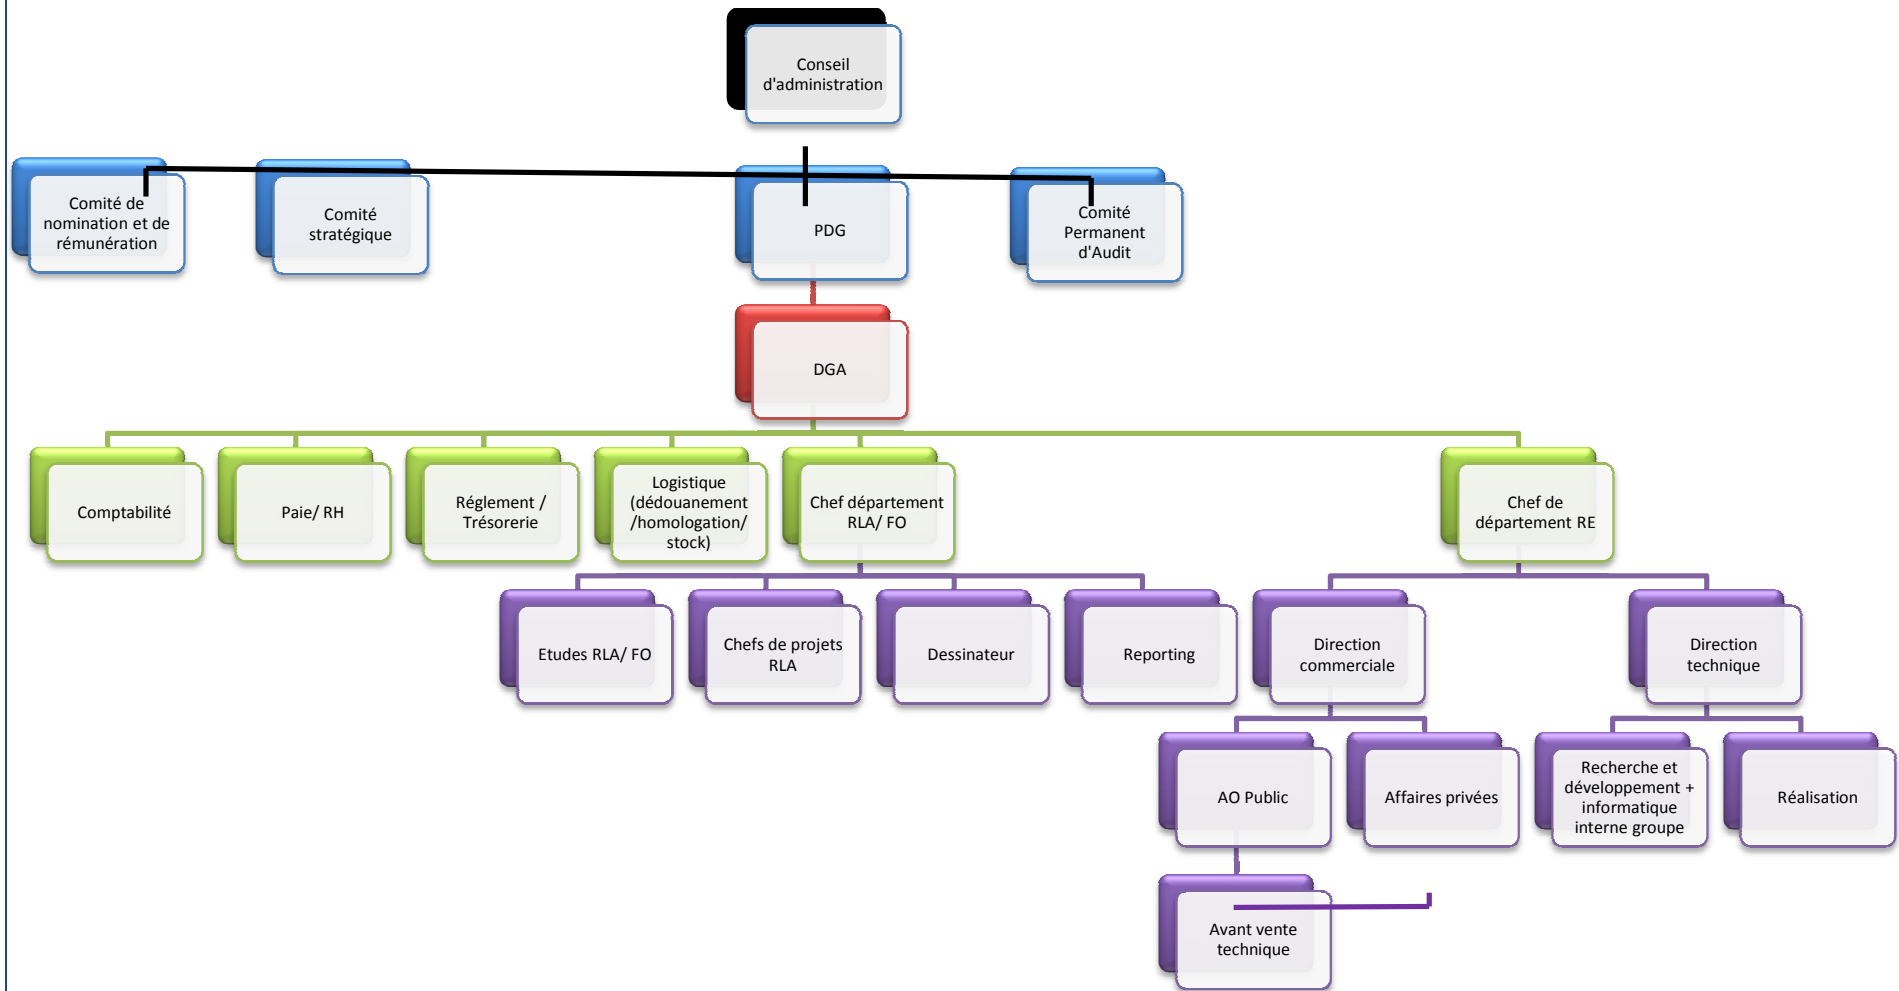 Conseil
d'administration
Comité de
nomination et de
rémunération
Comité
stratégique
PDG
Comité
Permanent
d'Audit
DGA
Comptabilité
Paie/ RH
Réglement /
Trésorerie
Logistique
(dédouanement
/homologation/
stock)
Chef département
RLA/ FO
Chef de
département RE
Etudes RLA/ FO
Chefs de projets
RLA
Dessinateur
Reporting
Direction
commerciale
Direction
technique
AO Public
Affaires privées
Recherche et
développement +
informatique
interne groupe
Réalisation
Avant vente
technique